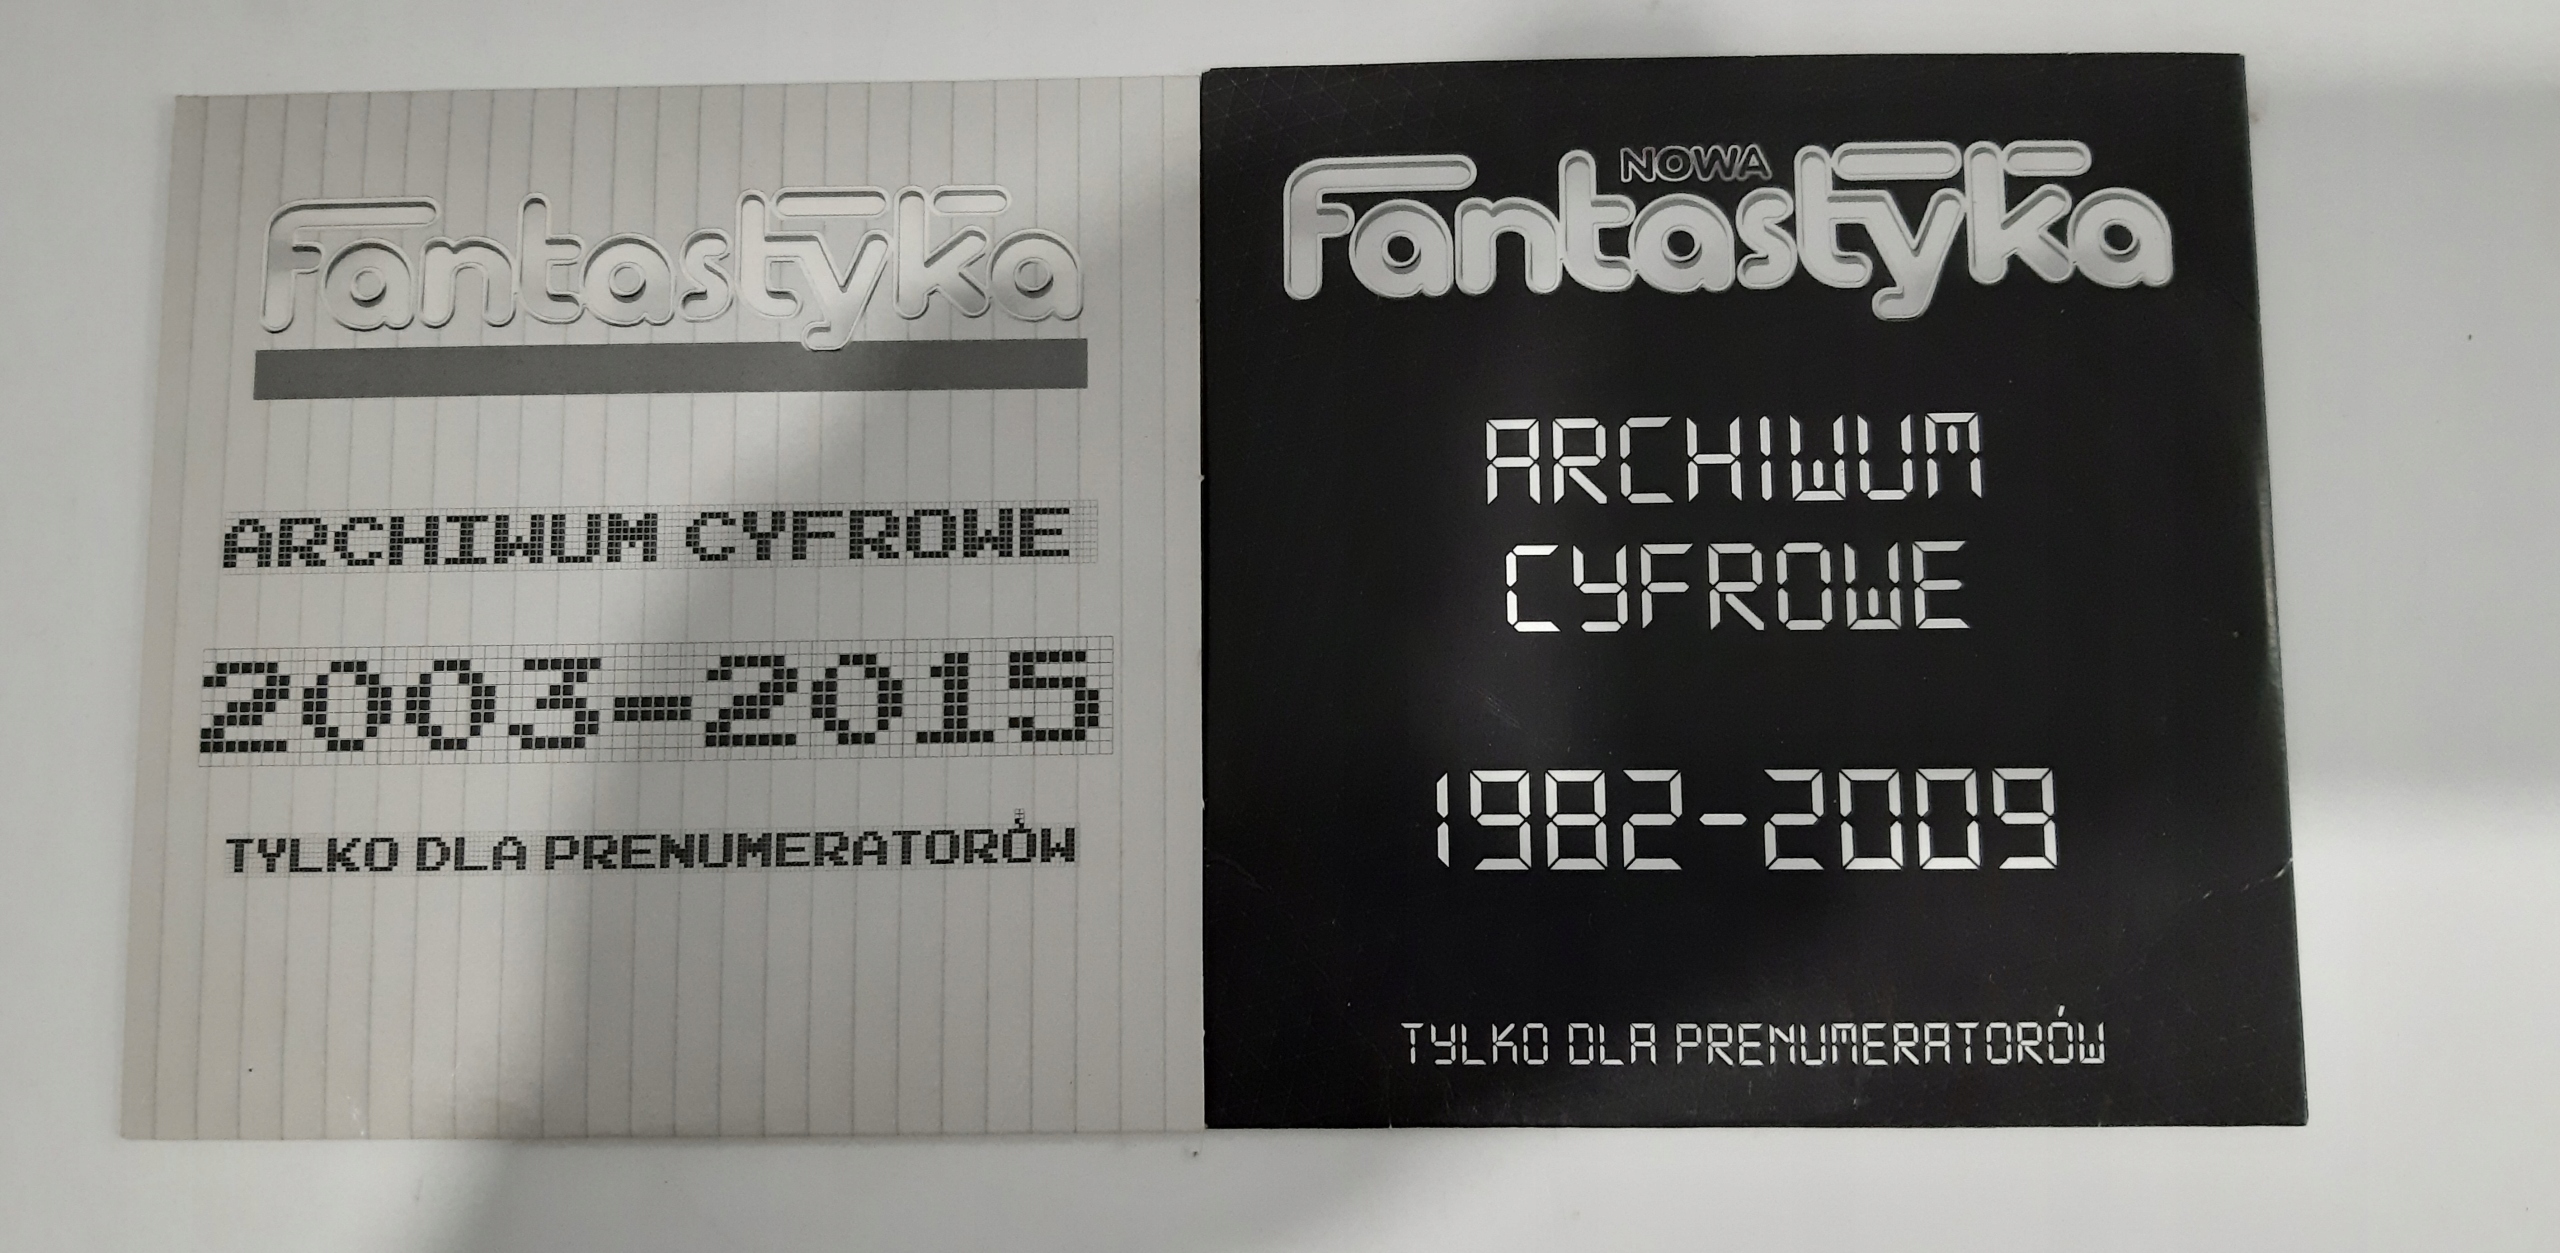 Fantastyka
ARCHIWUM CYFROWE
2003-2015
TYLKO DLA PRENUMERATORÓW
NOWA
Fantastyka
ARCHIWUM
CYFROWE
1982-2009
TYLKO DLA PRENUMERATORÓW